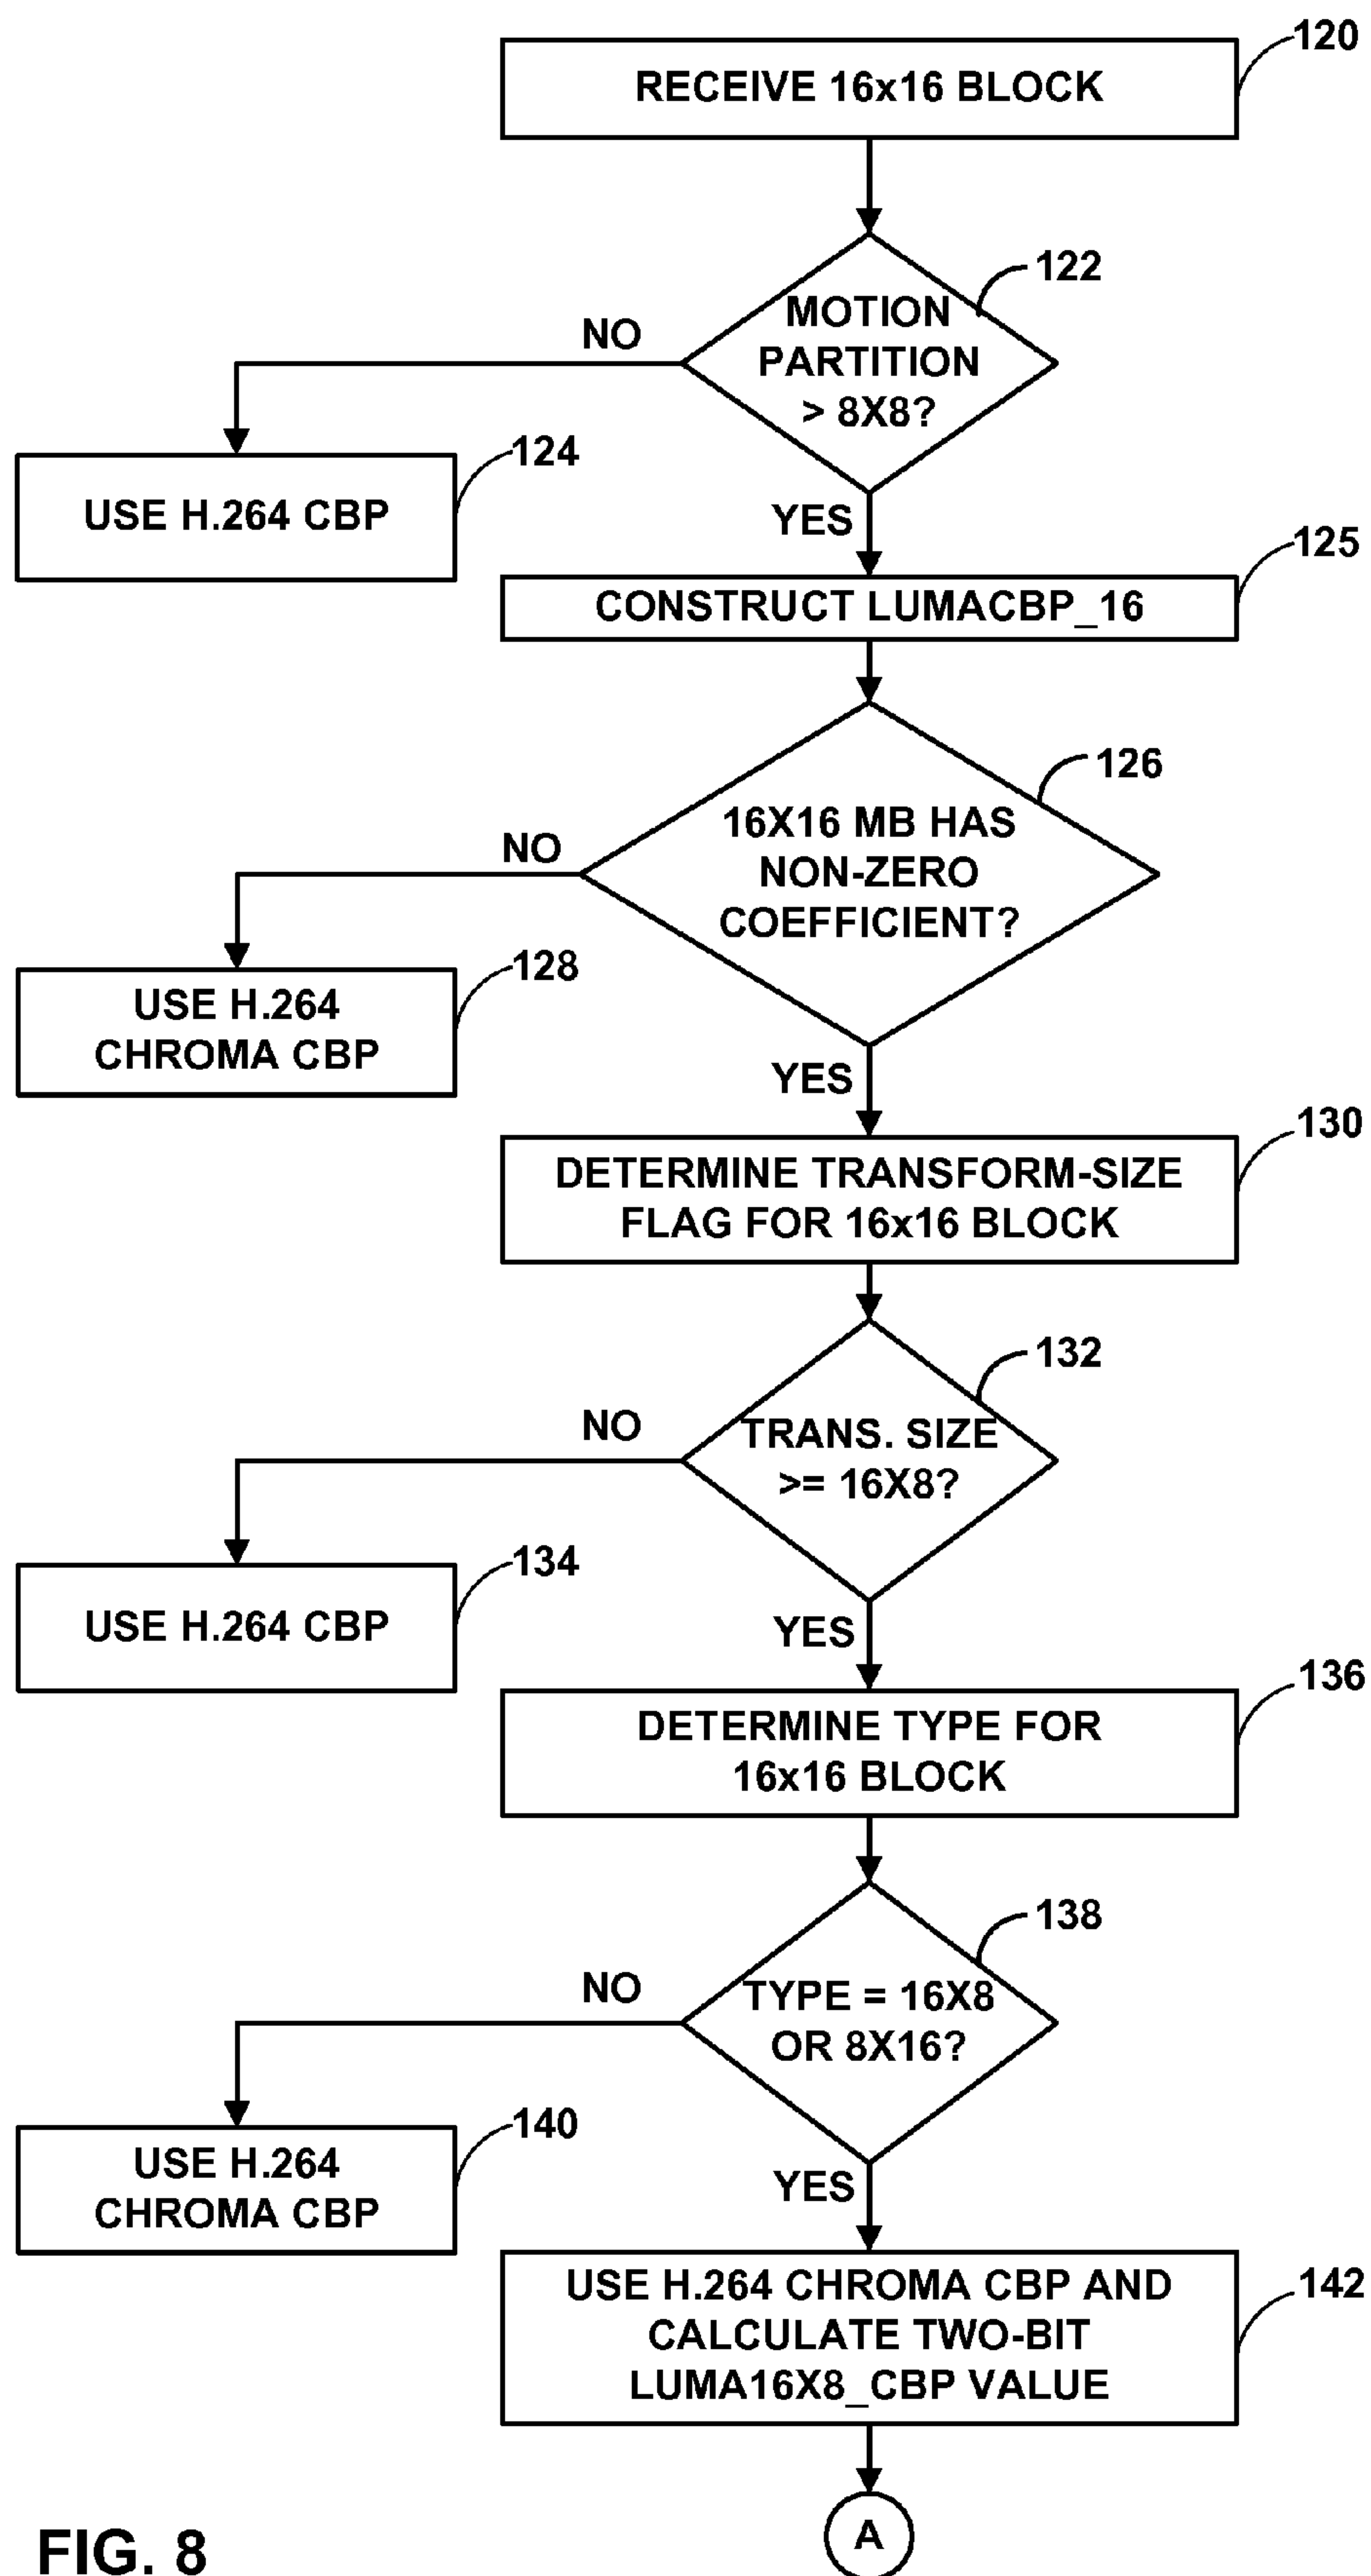 120
RECEIVE 16x16 BLOCK
122
MOTION
PARTITION
> 8X8?
NO
124
USE H.264 CBP
YES
125
CONSTRUCT LUMACBP_16
126
16X16 MB HAS
NON-ZERO
COEFFICIENT?
NO
128
USE H.264
CHROMA CBP
YES
130
DETERMINE TRANSFORM-SIZE
FLAG FOR 16x16 BLOCK
132
TRANS. SIZE
>= 16X8?
NO
134
USE H.264 CBP
YES
136
DETERMINE TYPE FOR
16x16 BLOCK
138
TYPE = 16X8
OR 8X16?
NO
140
USE H.264
CHROMA CBP
YES
142
USE H.264 CHROMA CBP AND
CALCULATE TWO-BIT
LUMA16X8_CBP VALUE
A
FIG. 8